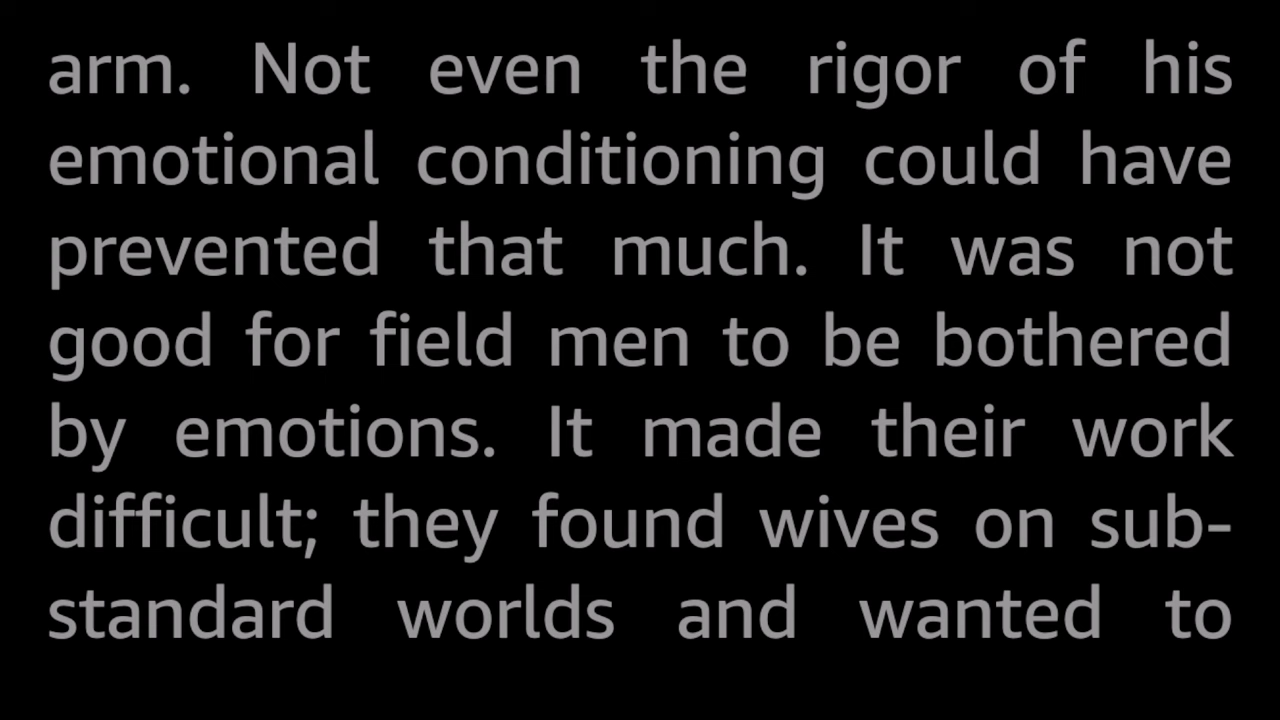 arm. Not even the rigor of his
emotional conditioning could have
prevented that much. It was not
good for field men to be bothered
by emotions. It made their work
difficult; they found wives on sub-
standard worlds and wanted to